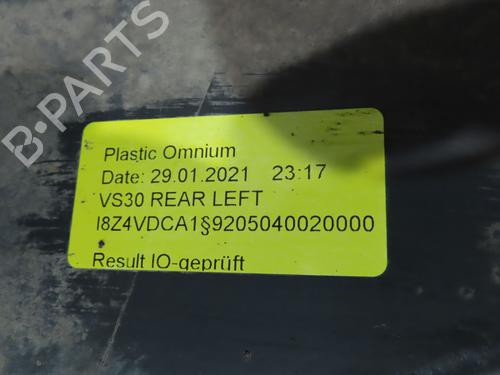 B-PARTS
Plastic Omnium
Date: 29.01.2021 23:17
VS30 REAR LEFT
I8Z4VDCA1§9205040020000
Result IO-geprüft